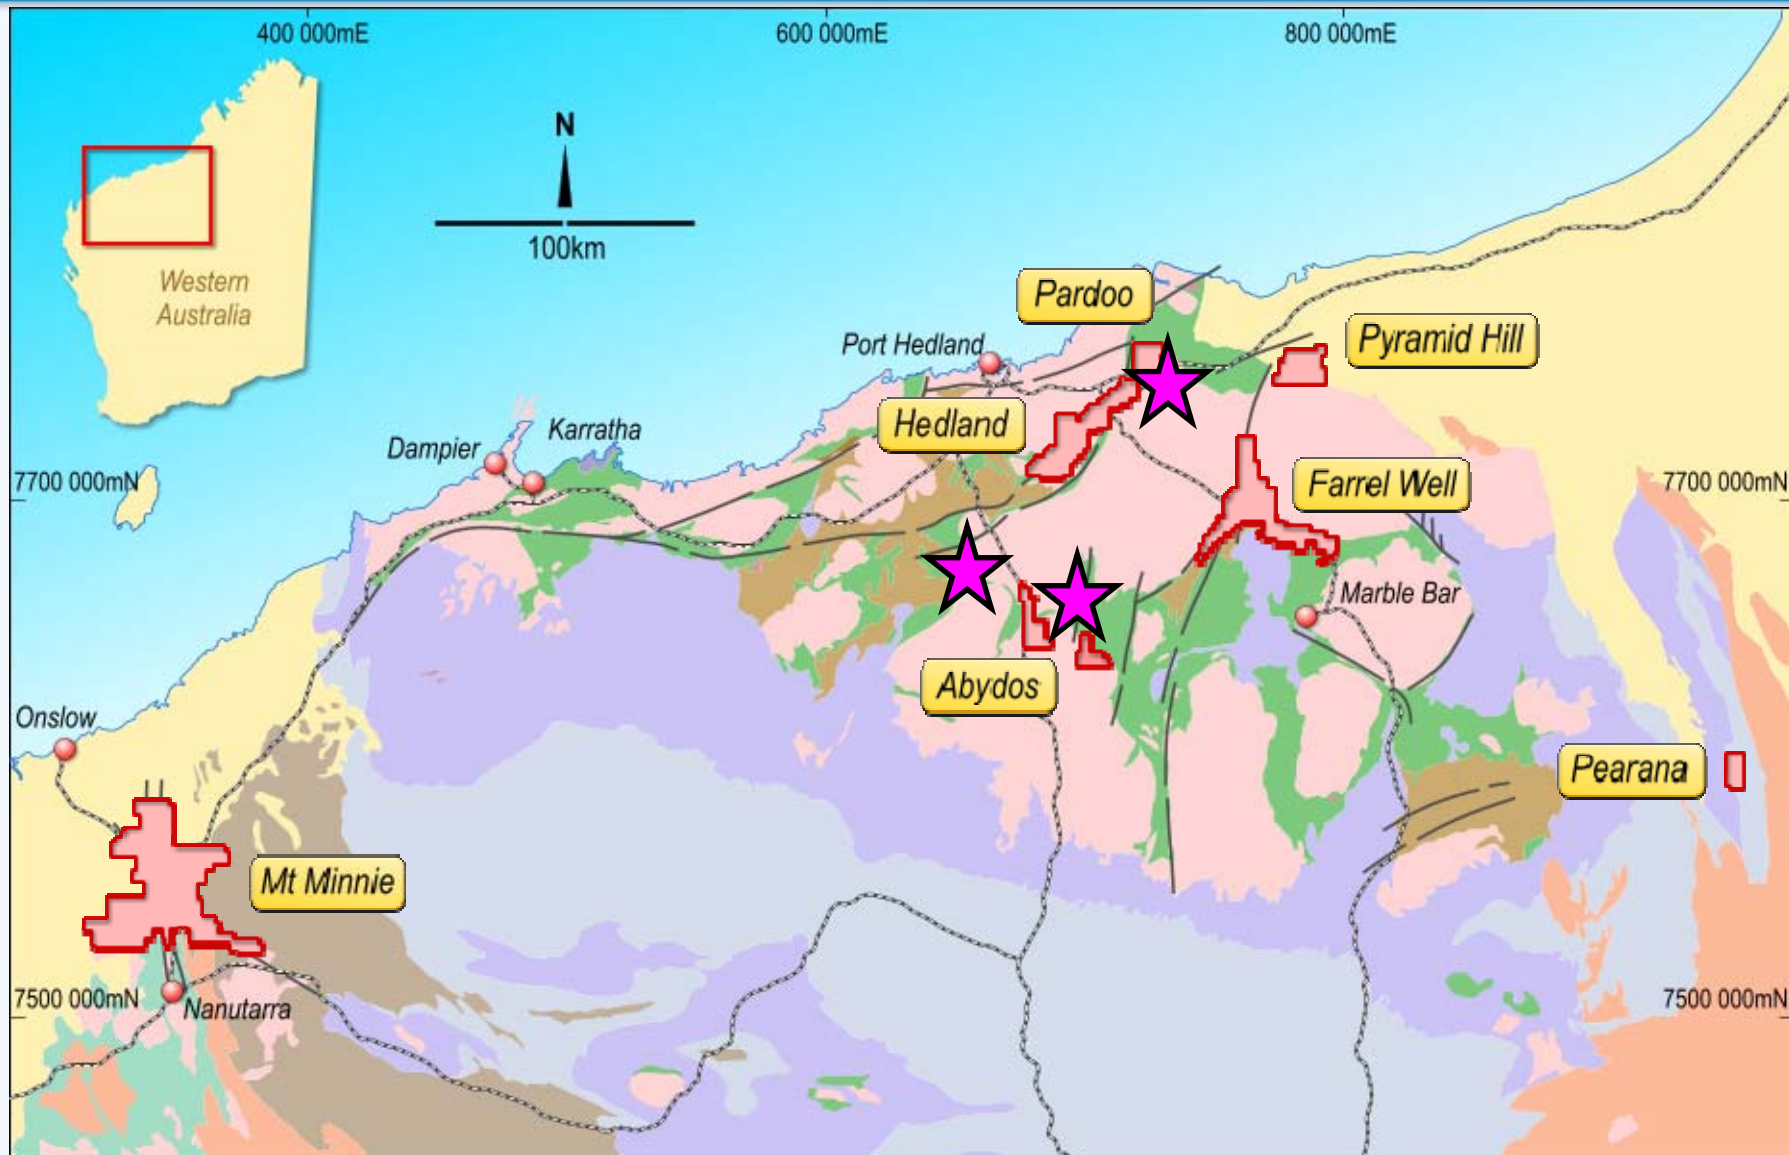 400 000mE
600 000mE
800 000mE
N
100km
Western
Australia
Pardoo
Pyramid Hill
Port Hedland
Hedland
Karratha
Dampier
7700 000mN
Farrel Well
7700 000mN
Marble Bar
Abydos
Onslow
Pearana
Mt Minnie
7500 000mN
Nanutarra
7500 000mN